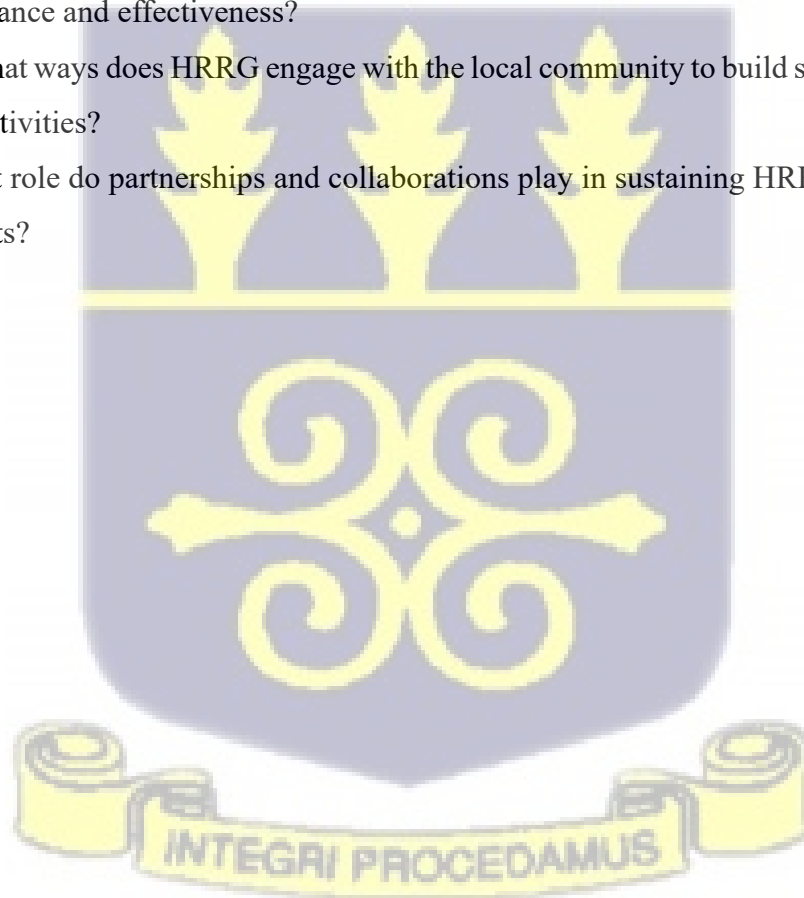 ance and effectiveness?
at ways does HRRG engage with the local community to build s
tivities?
role do partnerships and collaborations play in sustaining HR
ts?
INTEGRI PROCEDAMUS